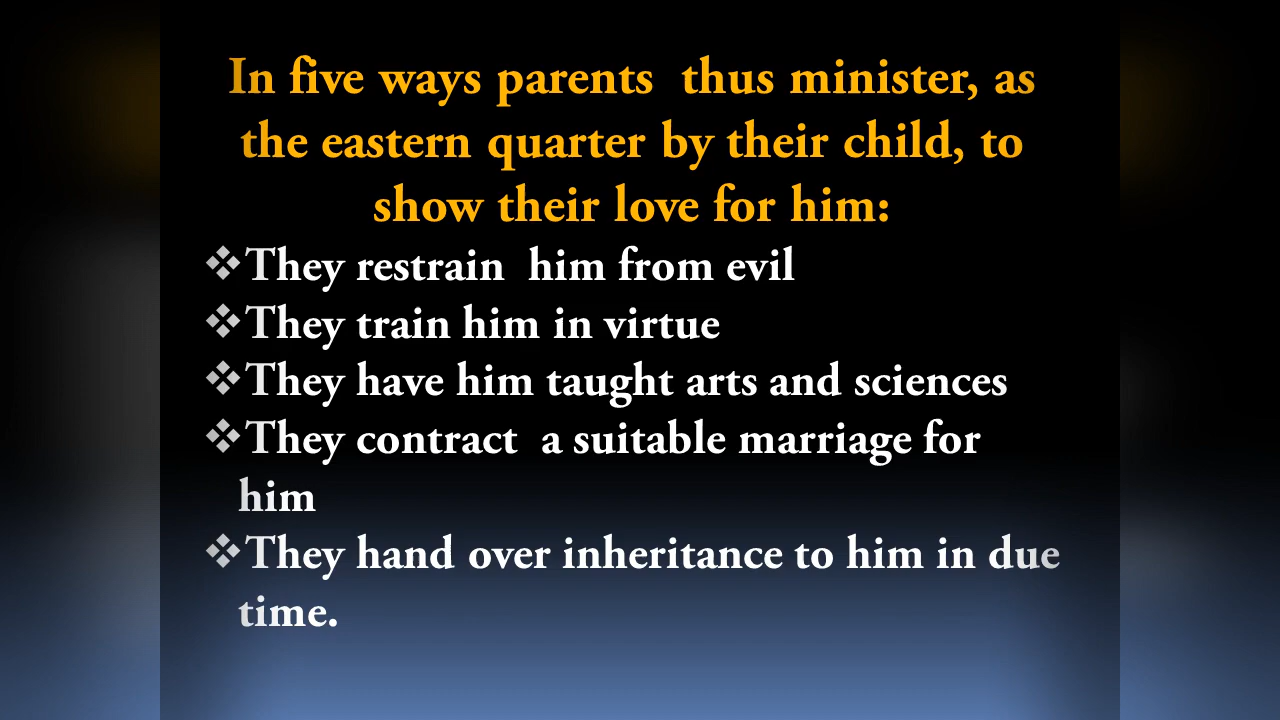 In five ways parents  thus minister, as
the eastern quarter by their child, to
show their love for him:
❖They restrain  him from evil
❖They train him in virtue
❖They have him taught arts and sciences
❖They contract  a suitable marriage for
him
❖They hand over inheritance to him in due
time.